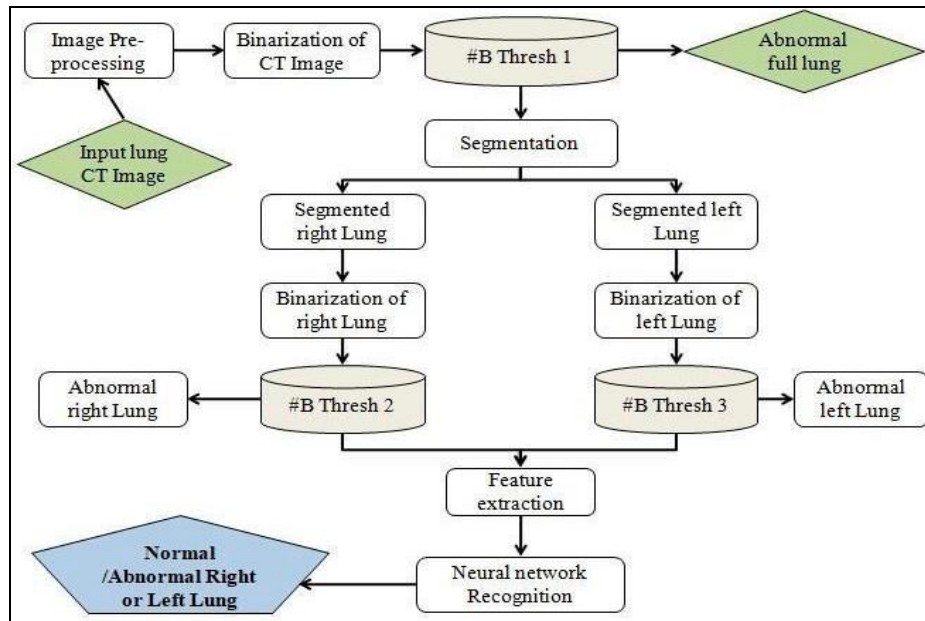 Image Pre-
processing
Binarization of
CT Image
#B Thresh 1
Abnormal
full lung
Input lung
CT Image
Segmentation
Segmented
right Lung
Segmented left
Lung
Binarization of
right Lung
Binarization of
left Lung
Abnormal
right Lung
#B Thresh 2
#B Thresh 3
Abnormal
left Lung
Feature
extraction
Neural network
Recognition
Normal
/Abnormal Right
or Left Lung